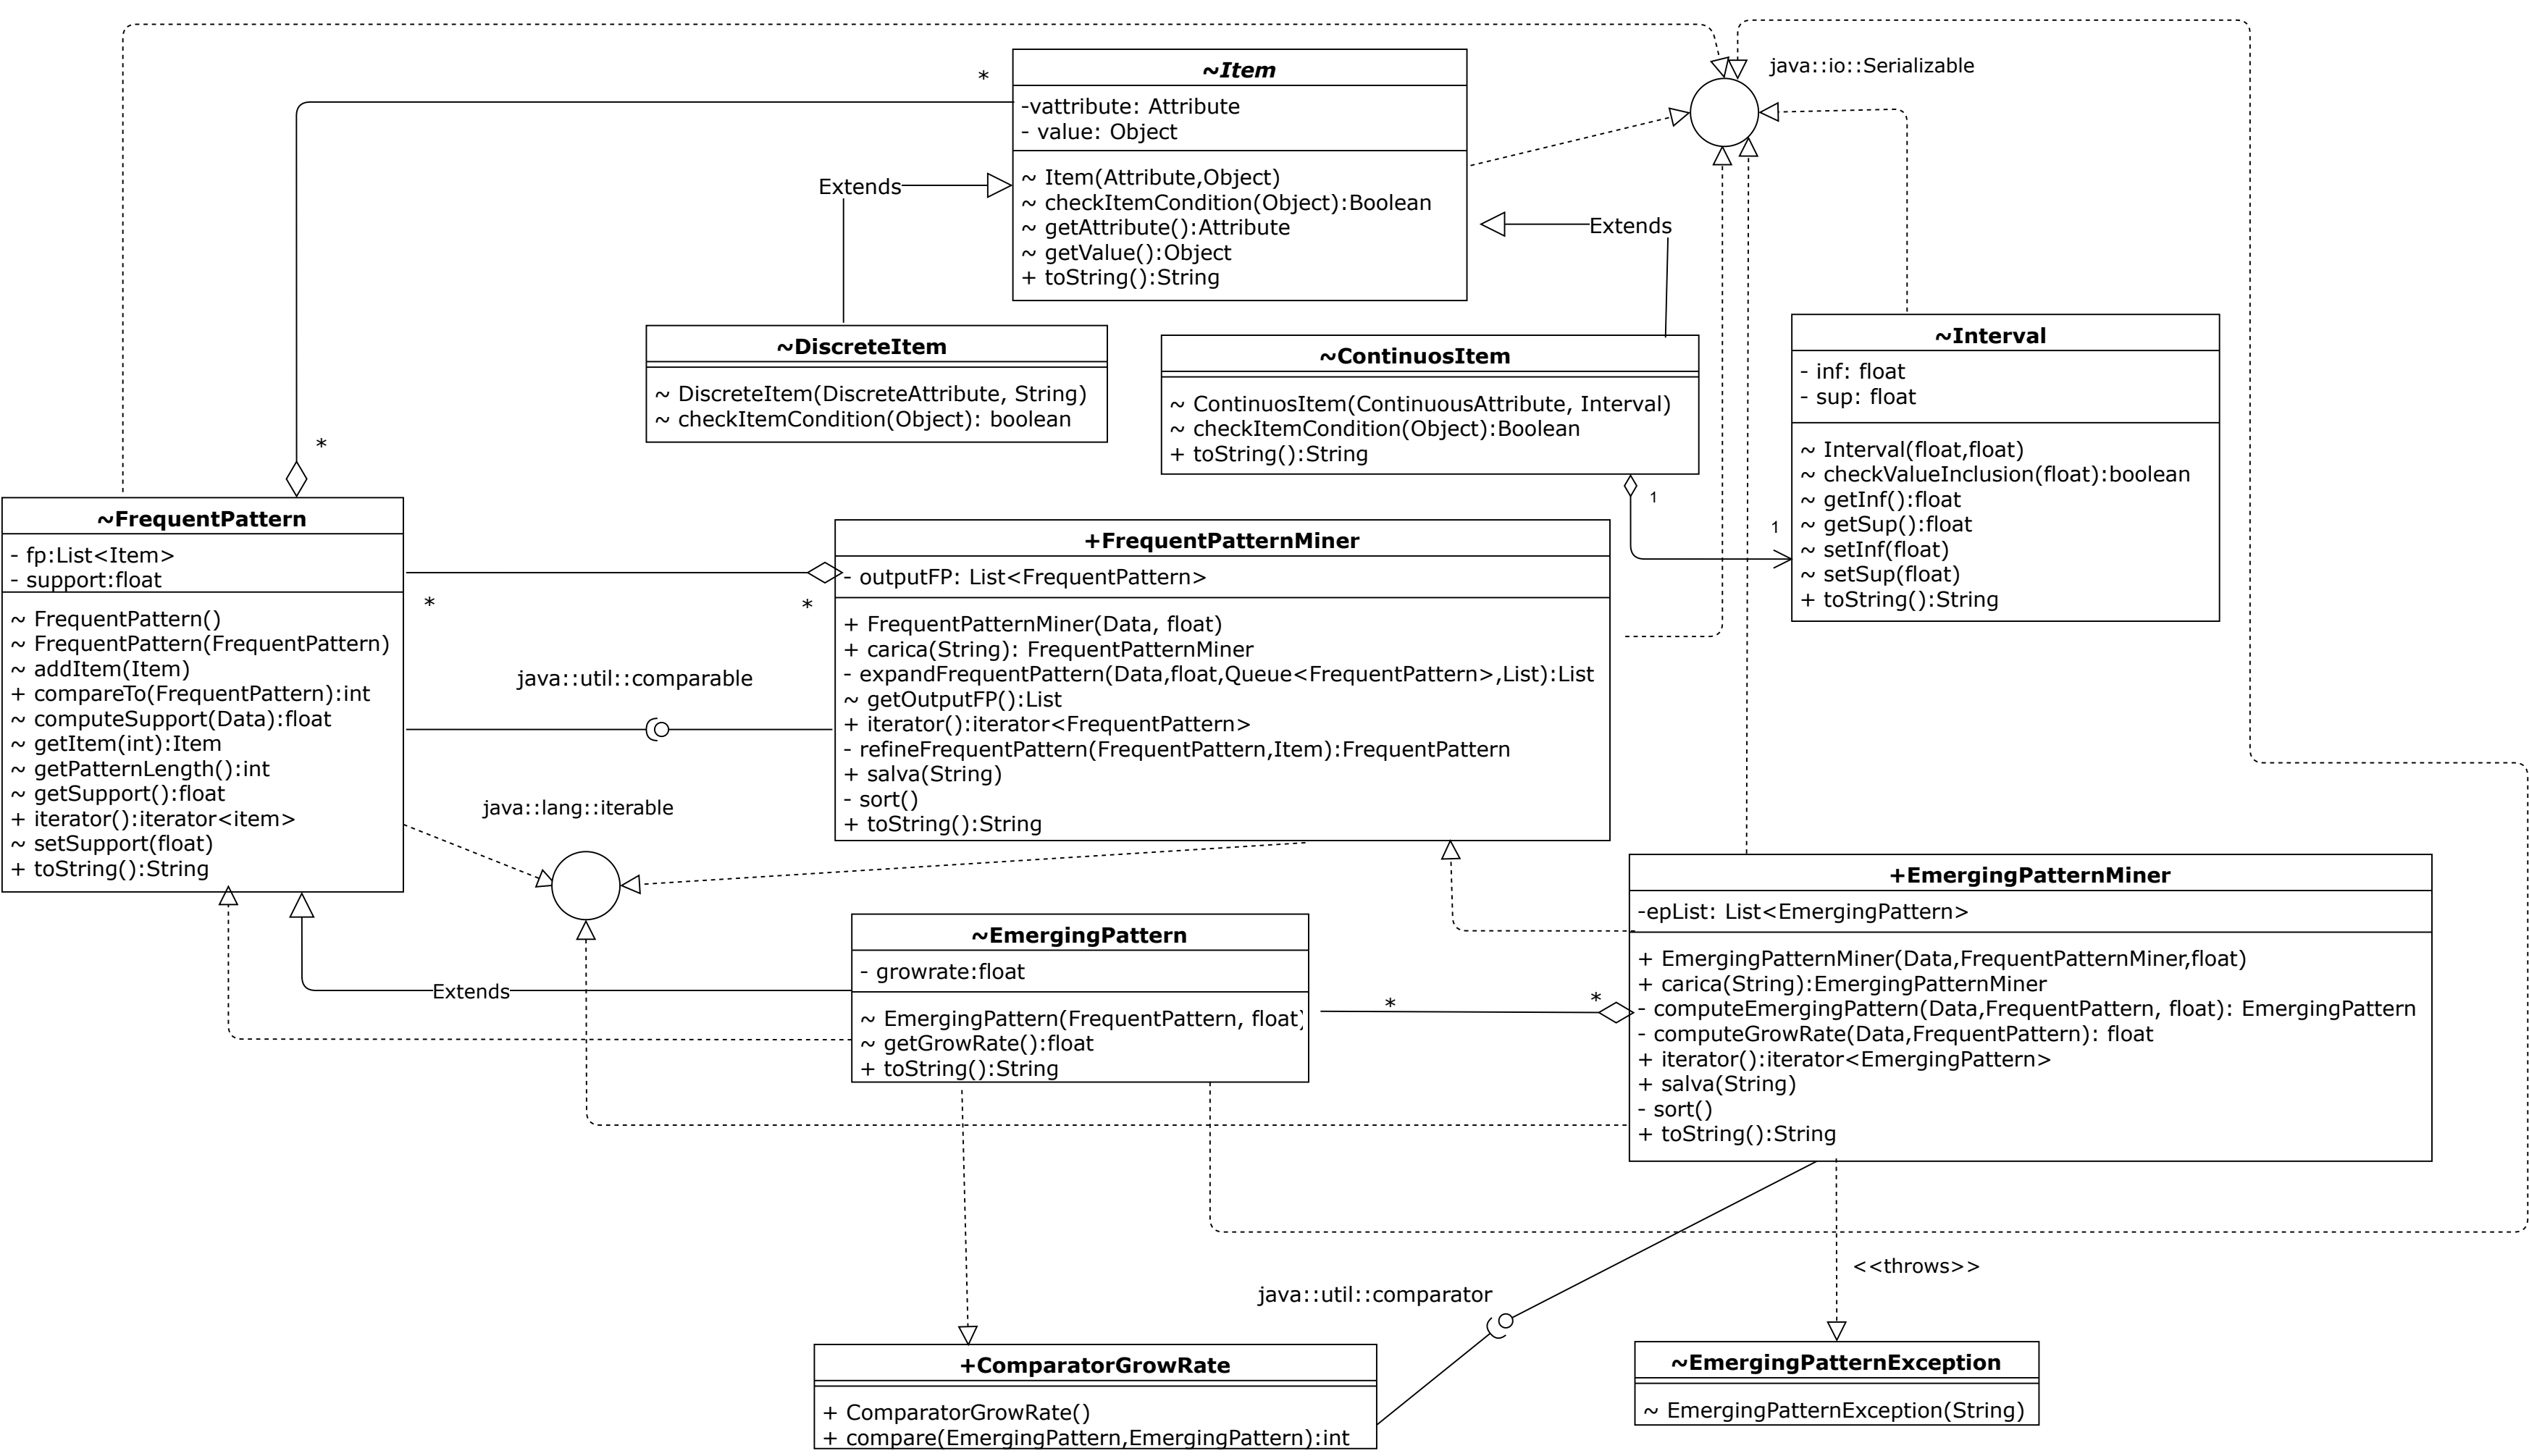 *
~Item
-vattribute: Attribute
- value: Object
~ Item(Attribute,Object)
~ checkItemCondition(Object):Boolean
~ getAttribute():Attribute
~ getValue():Object
+ toString():String
java::io::Serializable
Extends
Extends
~DiscreteItem
~ DiscreteItem(DiscreteAttribute, String)
~ checkItemCondition(Object): boolean
~ContinuosItem
~ ContinuosItem(ContinuousAttribute, Interval)
~ checkItemCondition(Object):Boolean
+ toString():String
1
1
~Interval
- inf: float
- sup: float
~ Interval(float,float)
~ checkValueInclusion(float):boolean
~ getInf():float
~ getSup():float
~ setInf(float)
~ setSup(float)
+ toString():String
*
~FrequentPattern
- fp:List<Item>
- support:float
~ FrequentPattern()
~ FrequentPattern(FrequentPattern)
~ addItem(Item)
+ compareTo(FrequentPattern):int
~ computeSupport(Data):float
~ getItem(int):Item
~ getPatternLength():int
~ getSupport():float
+ iterator():iterator<item>
~ setSupport(float)
+ toString():String
*
*
java::util::comparable
java::lang::iterable
+FrequentPatternMiner
- outputFP: List<FrequentPattern>
+ FrequentPatternMiner(Data, float)
+ carica(String): FrequentPatternMiner
- expandFrequentPattern(Data,float,Queue<FrequentPattern>,List):List
~ getOutputFP():List
+ iterator():iterator<FrequentPattern>
- refineFrequentPattern(FrequentPattern,Item):FrequentPattern
+ salva(String)
- sort()
+ toString():String
Extends
~EmergingPattern
- growrate:float
~ EmergingPattern(FrequentPattern, float)
~ getGrowRate():float
+ toString():String
*
*
+EmergingPatternMiner
-epList: List<EmergingPattern>
+ EmergingPatternMiner(Data,FrequentPatternMiner,float)
+ carica(String):EmergingPatternMiner
- computeEmergingPattern(Data,FrequentPattern, float): EmergingPattern
- computeGrowRate(Data,FrequentPattern): float
+ iterator():iterator<EmergingPattern>
+ salva(String)
- sort()
+ toString():String
<<throws>>
java::util::comparator
+ComparatorGrowRate
+ ComparatorGrowRate()
+ compare(EmergingPattern,EmergingPattern):int
~EmergingPatternException
~ EmergingPatternException(String)